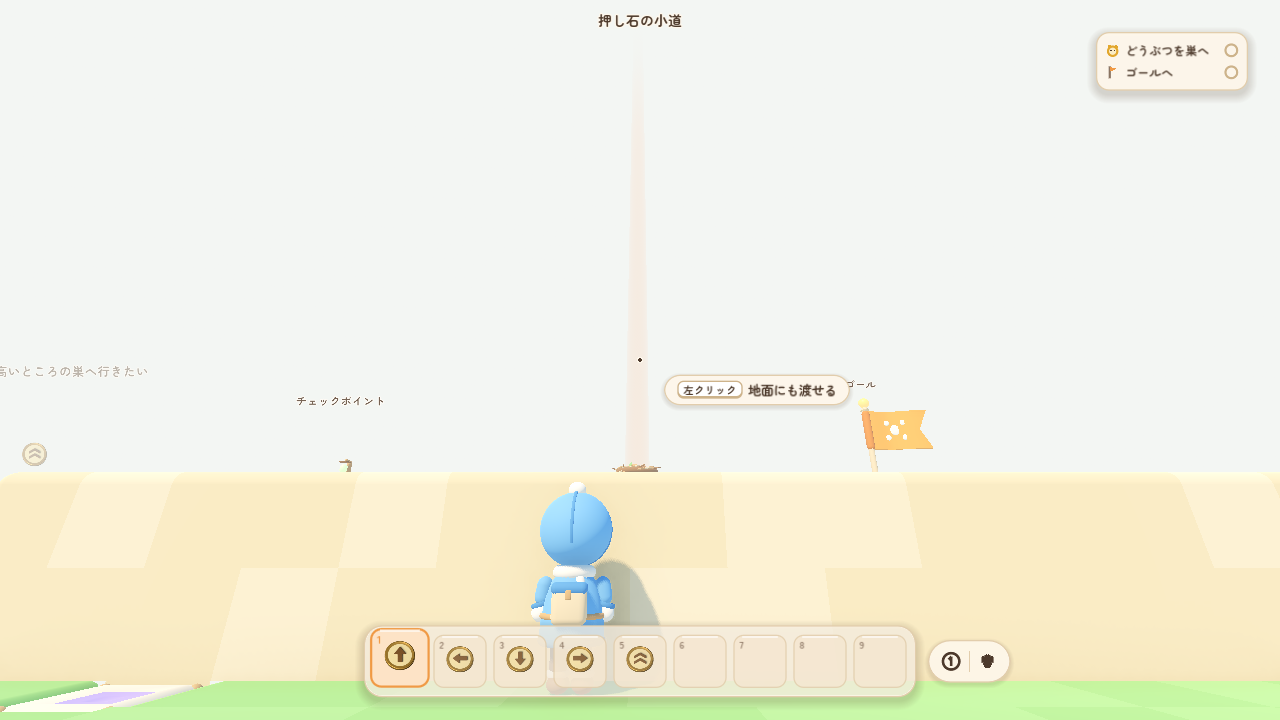 押し石の小道
どうぶつを巣へ
ゴールへ
高いところの巣へ行きたい
チェックポイント
左クリック 地面にも渡せる
ゴール
1 2 3 4 5 6 7 8 9
1